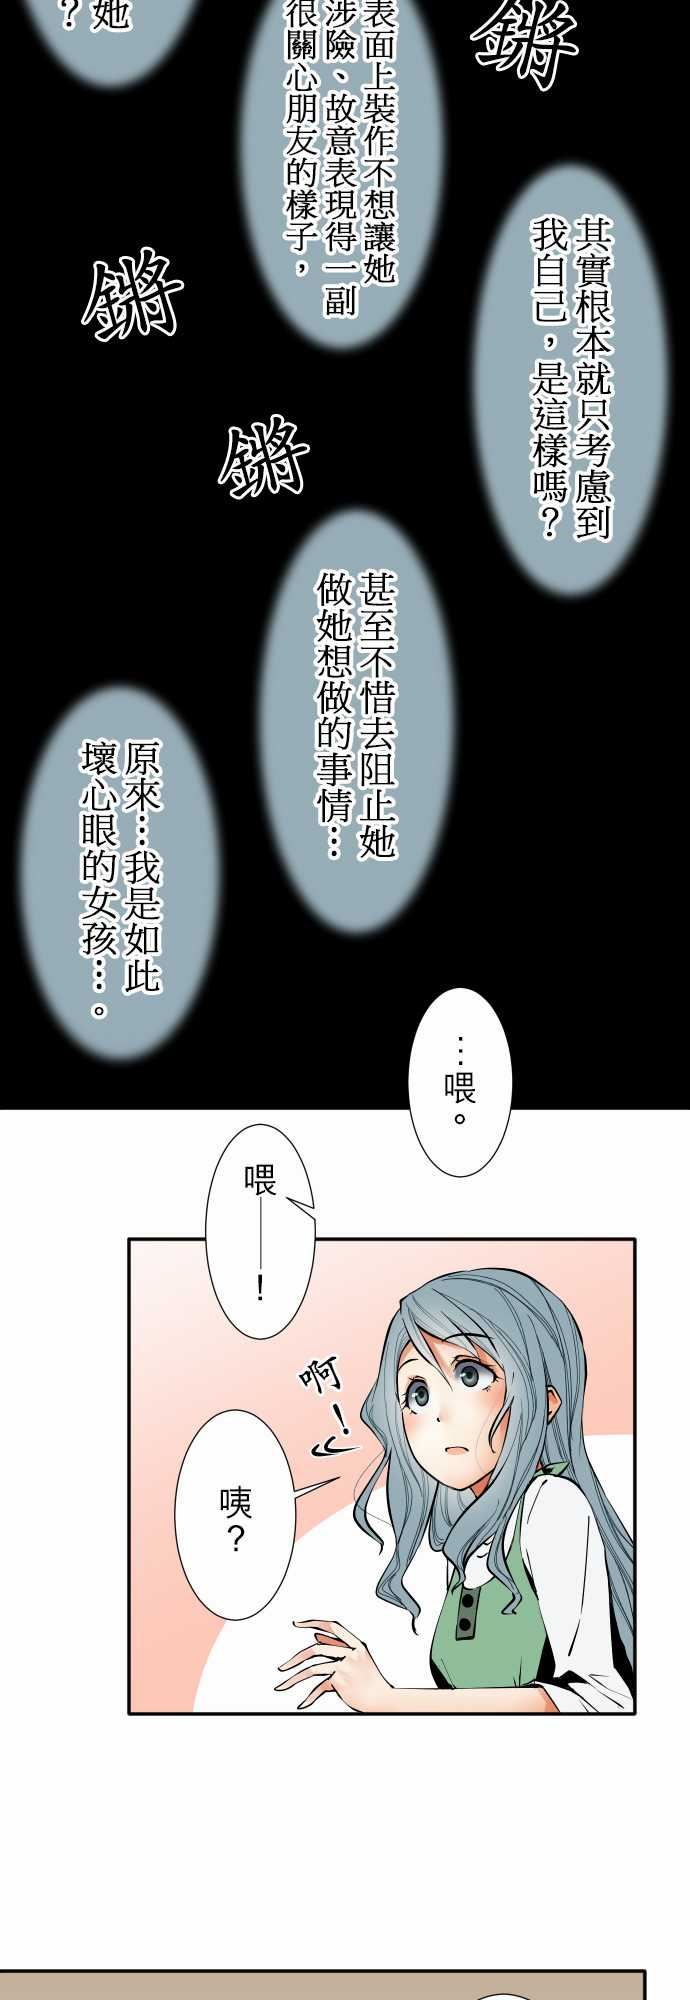 她
？
鏘
表面上裝作不想讓她
涉險、故意表現得一副
很關心朋友的樣子，
其實根本就只考慮到
我自己，是這樣嗎？
鏘
鏘
甚至不惜去阻止她
做她想做的事情…
原來…我是如此
壞心眼的女孩…。
…喂。
喂——！
啊！
咦？